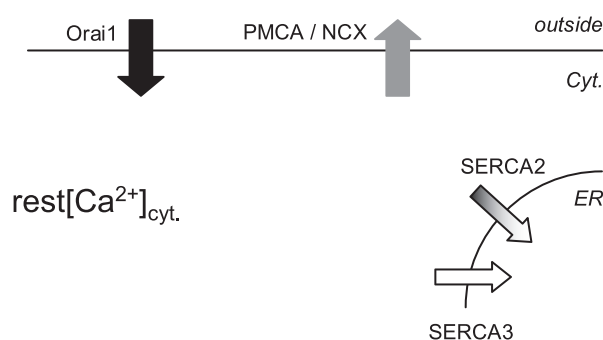 outside
Orai1
PMCA / NCX
Cyt.
SERCA2
rest[Ca²⁺]cyt.
ER
SERCA3